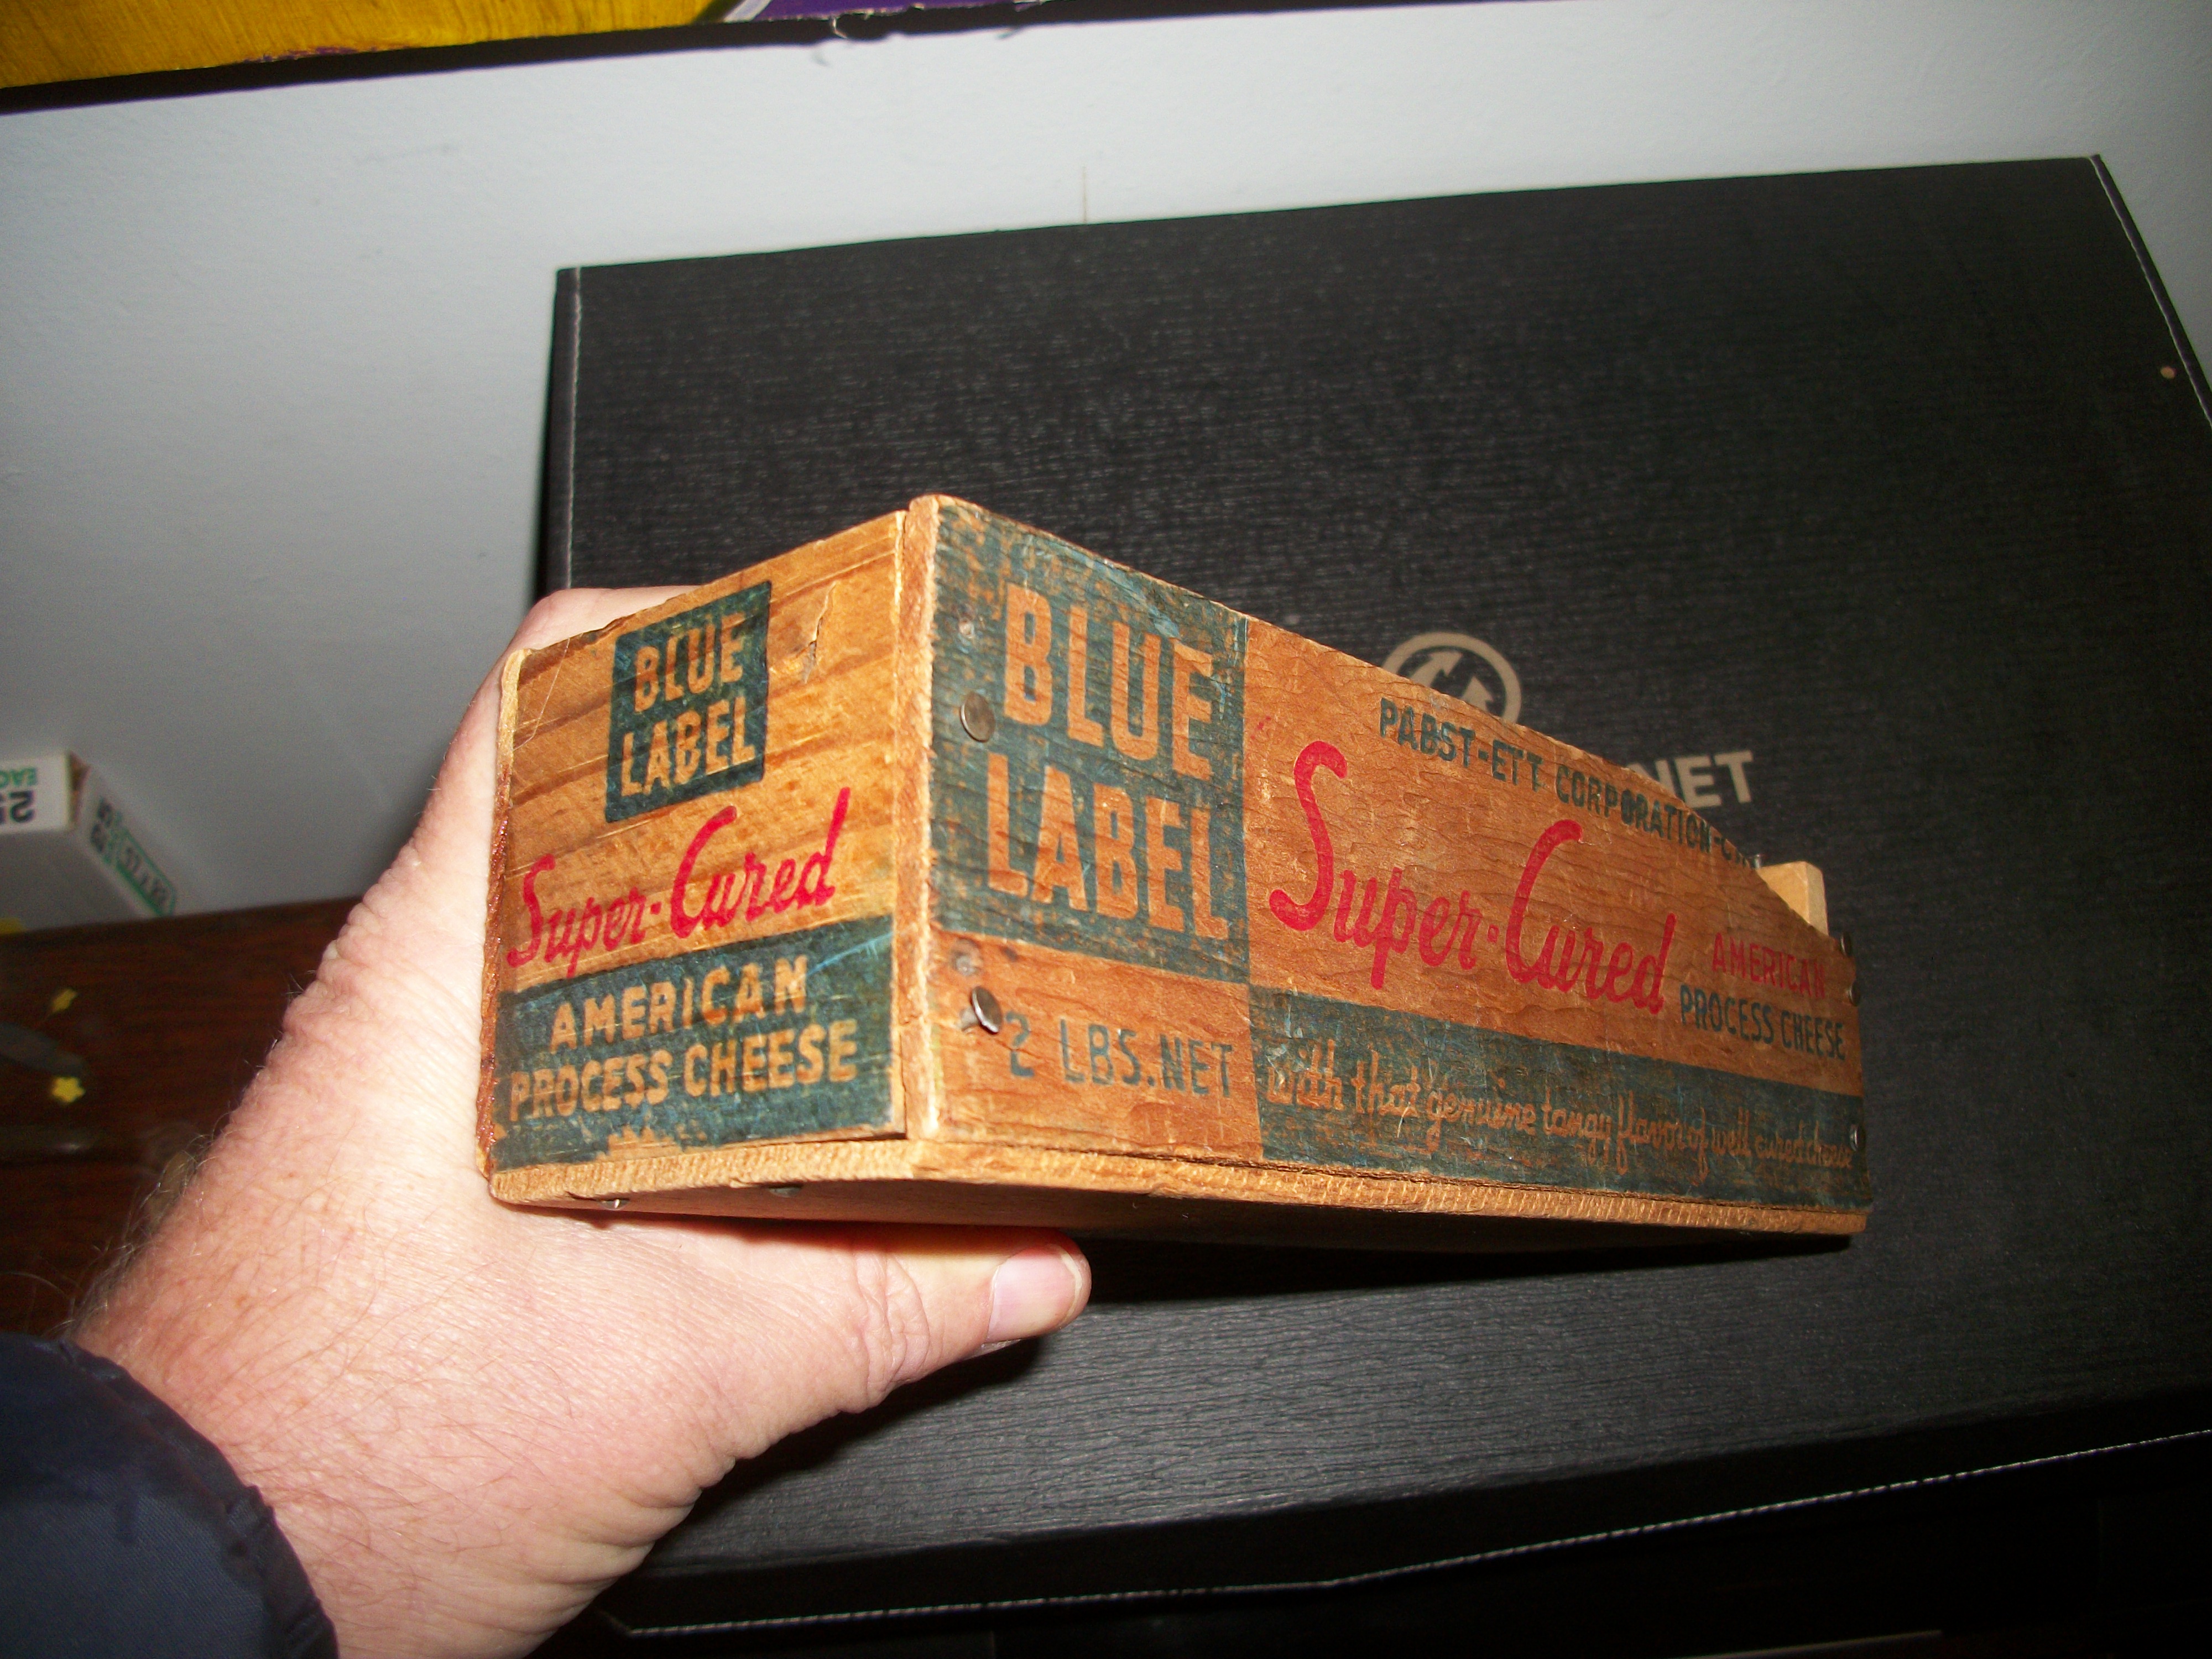 BLUE
LABEL
Super-Cured
AMERICAN
PROCESS CHEESE
BLUE
LABEL
2 LBS. NET
PABST-ETT CORPORATION-
Super-Cured
AMERICAN
PROCESS CHEESE
with that genuine tangy flavor of well cured cheese
NET